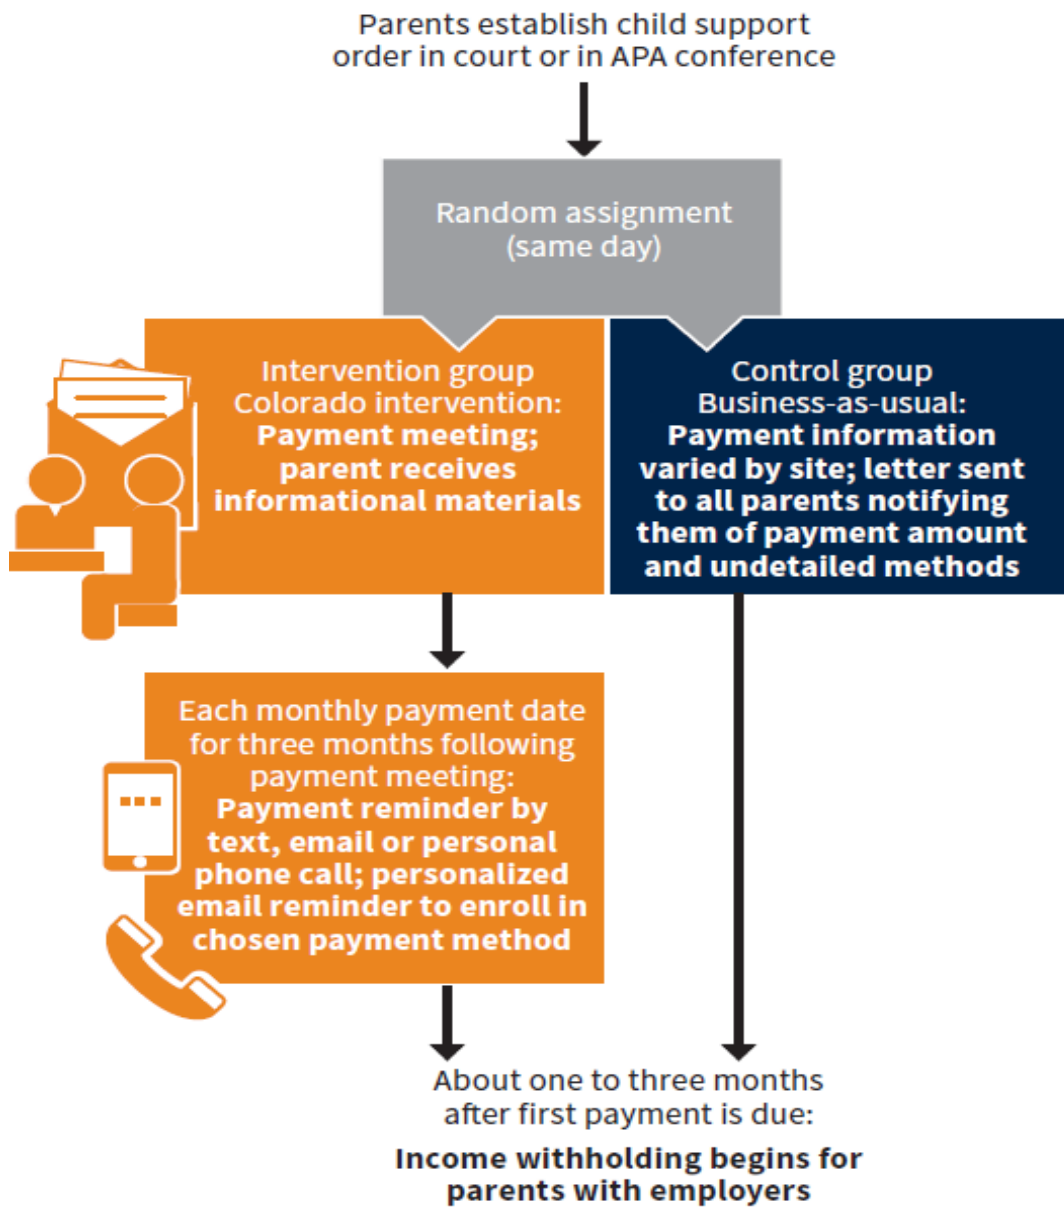 Parents establish child support
order in court or in APA conference
Random assignment
(same day)
Intervention group
Colorado intervention:
Payment meeting;
parent receives
informational materials
Control group
Business-as-usual:
Payment information
varied by site; letter sent
to all parents notifying
them of payment amount
and undetailed methods
Each monthly payment date
for three months following
payment meeting:
Payment reminder by
text, email or personal
phone call; personalized
email reminder to enroll in
chosen payment method
About one to three months
after first payment is due:
Income withholding begins for
parents with employers